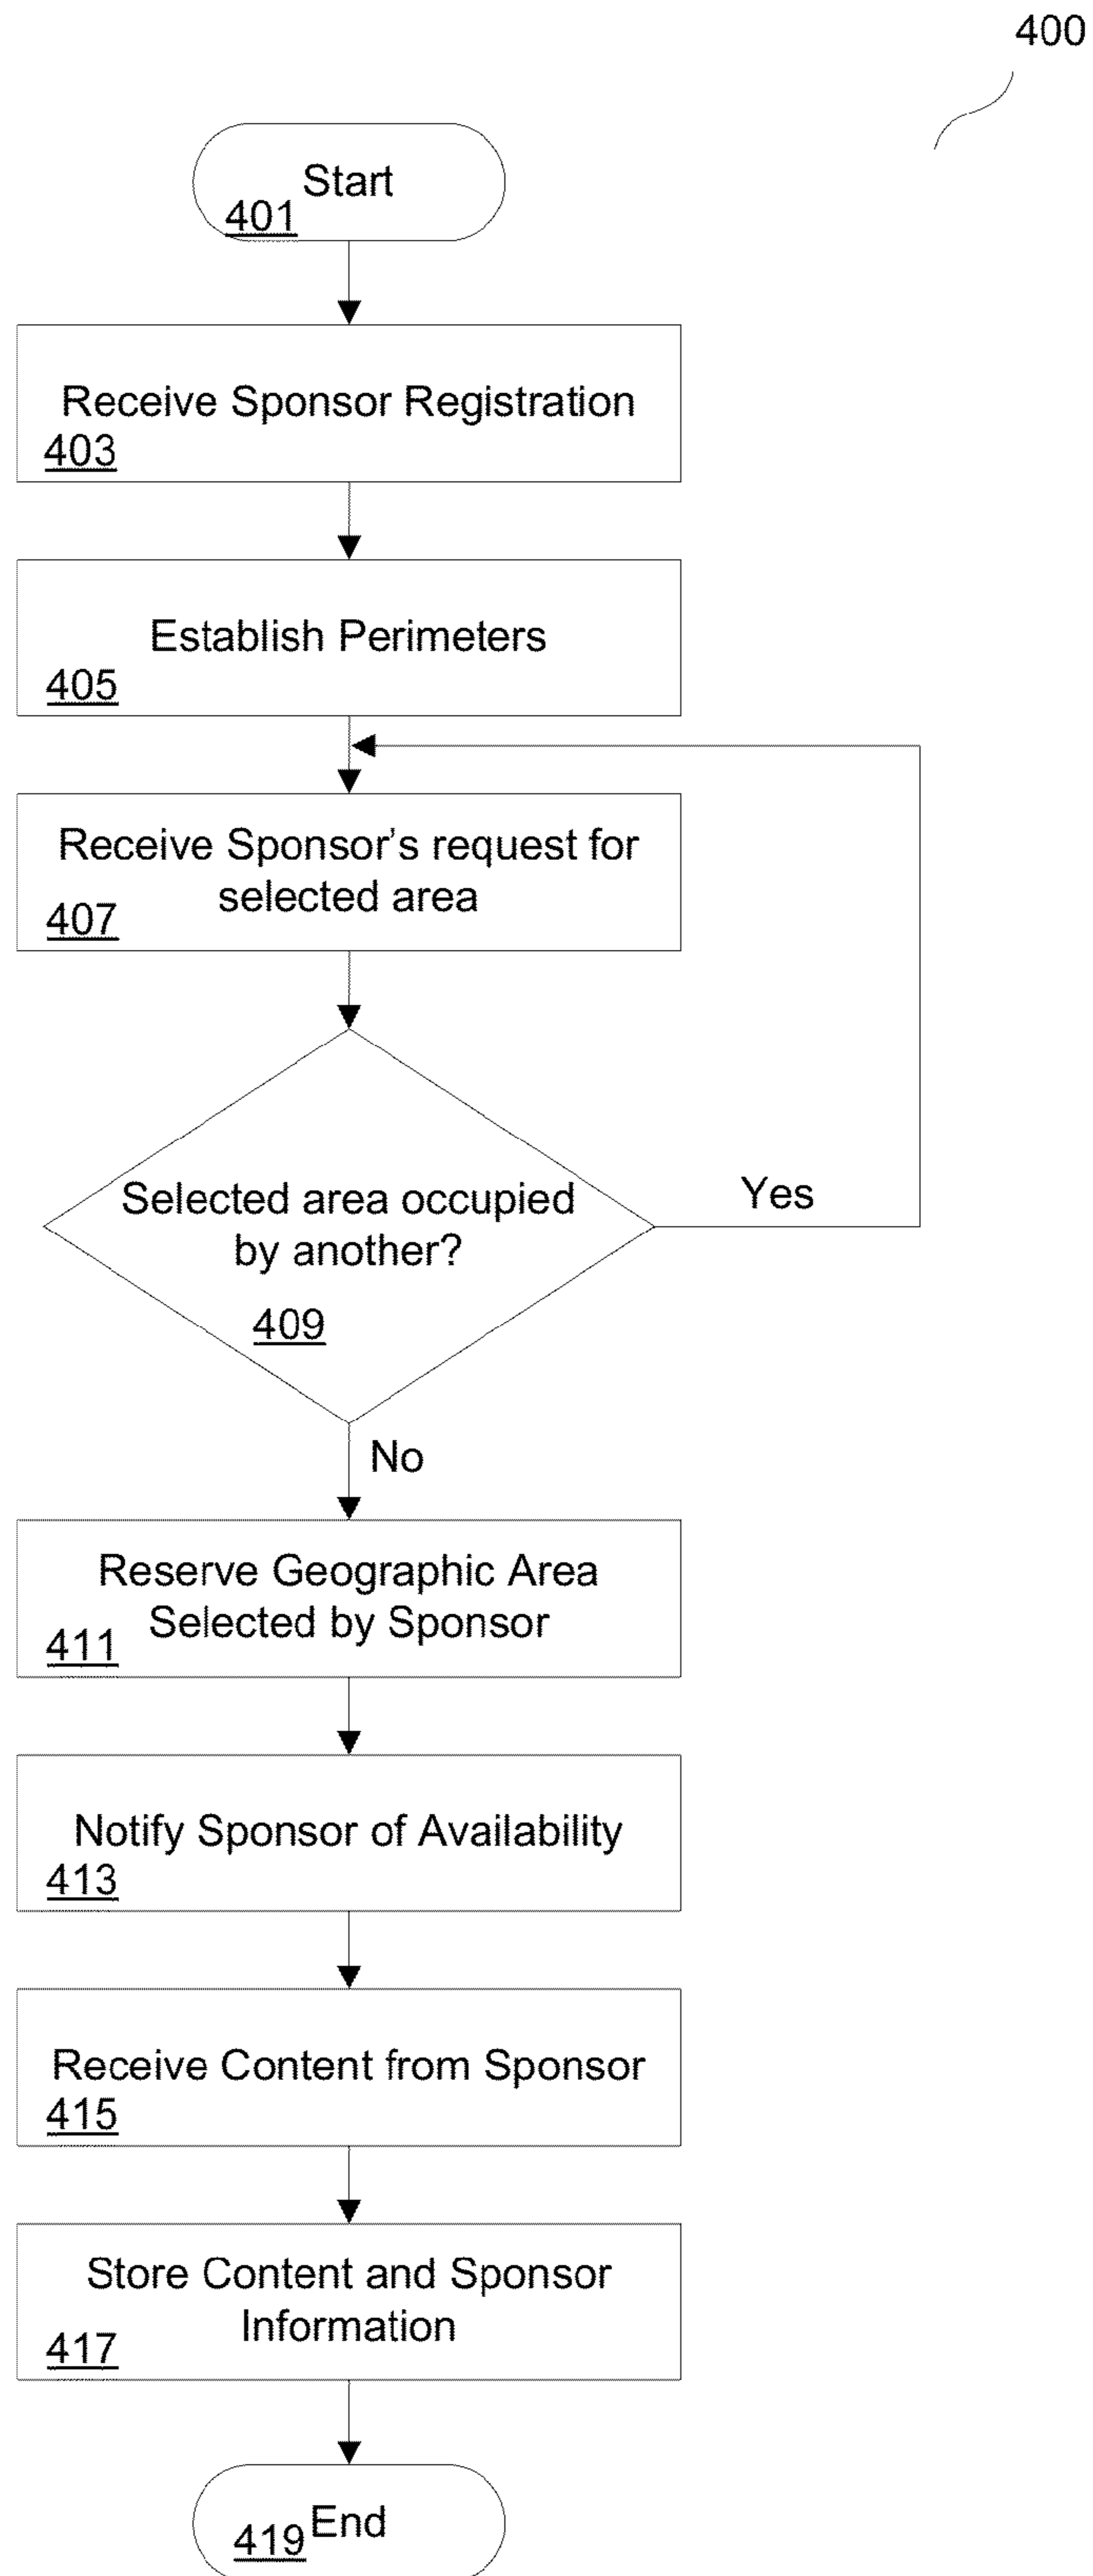 400
Start
401
Receive Sponsor Registration
403
Establish Perimeters
405
Receive Sponsor's request for
selected area
407
Selected area occupied
by another?
409
Yes
No
Reserve Geographic Area
Selected by Sponsor
411
Notify Sponsor of Availability
413
Receive Content from Sponsor
415
Store Content and Sponsor
Information
417
End
419